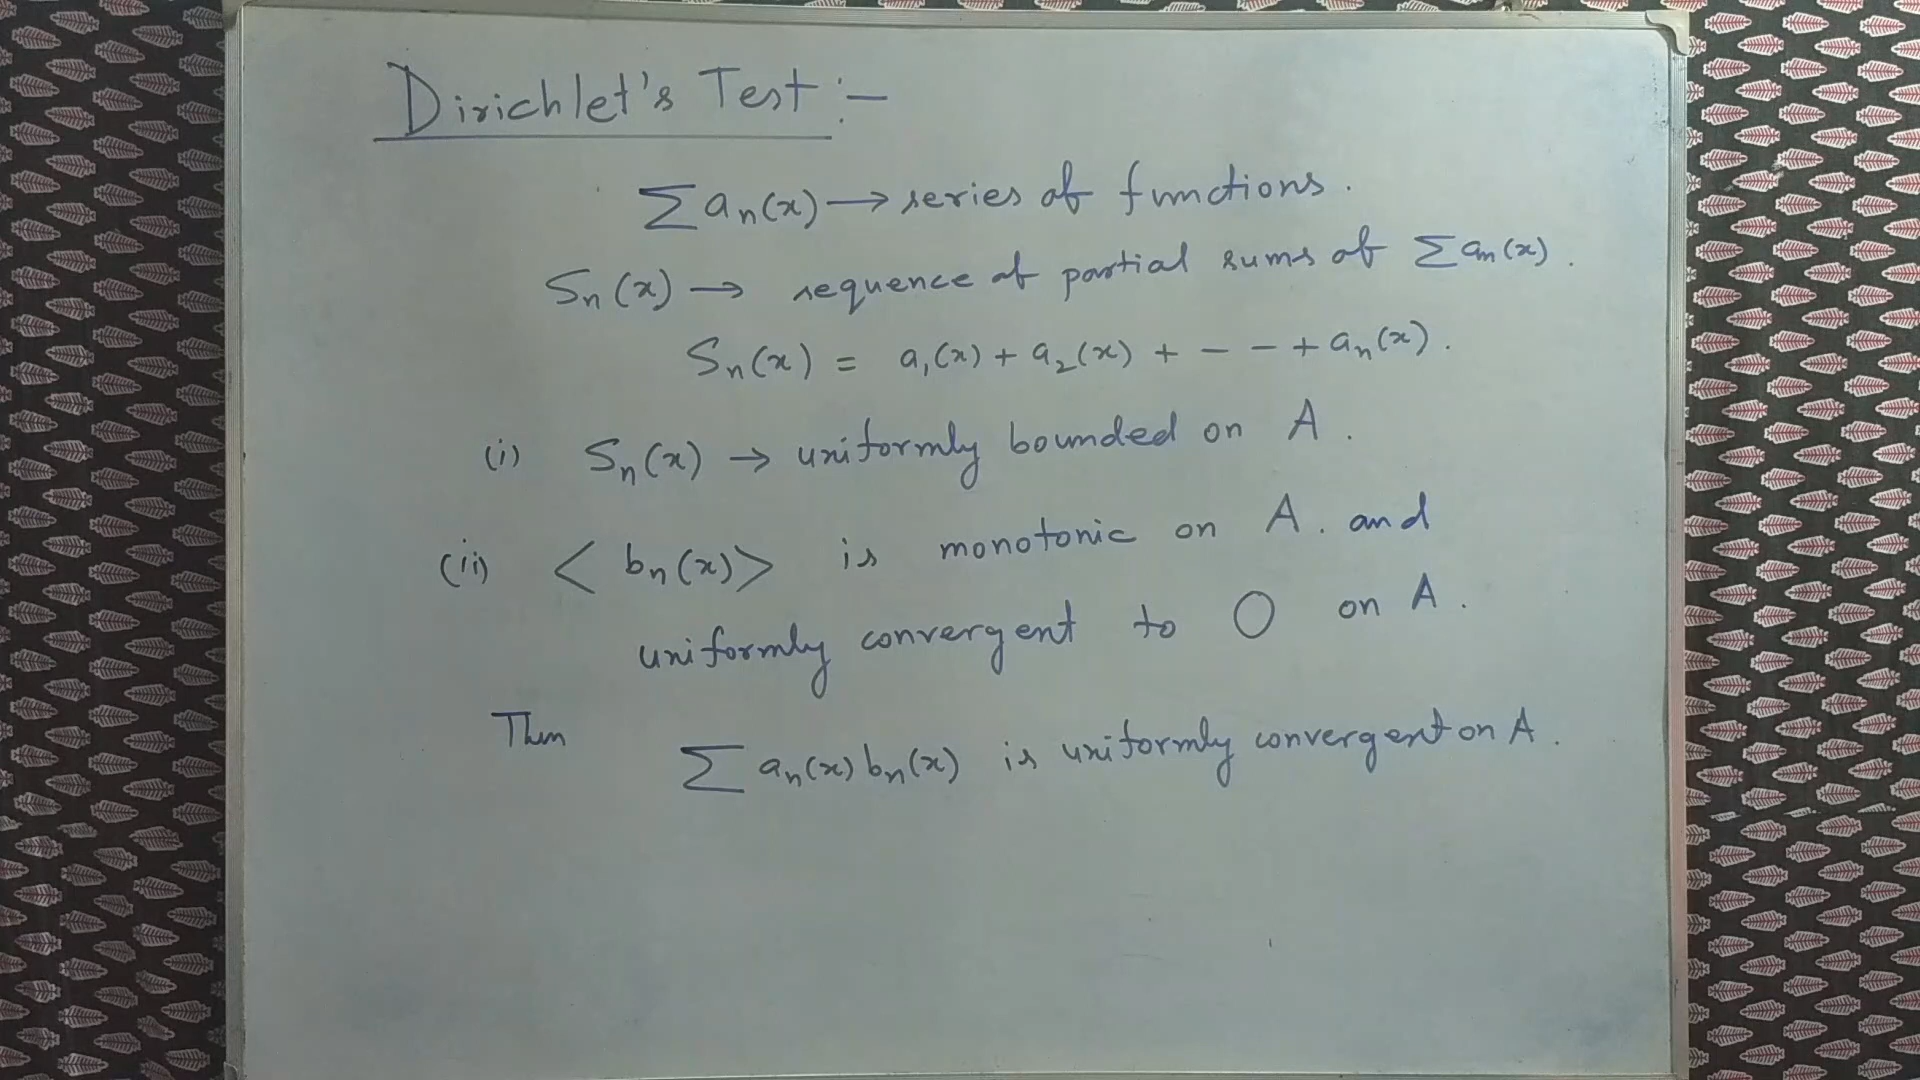 Dirichlet's Test :-
∑ aₙ(x) → series of functions.
Sₙ(x) → sequence of partial sums of ∑ aₙ(x).
Sₙ(x) = a₁(x) + a₂(x) + - - + aₙ(x).
(i) Sₙ(x) → uniformly bounded on A.
(ii) < bₙ(x) > is monotonic on A. and
uniformly convergent to 0 on A.
Then
∑ aₙ(x) bₙ(x) is uniformly convergent on A.